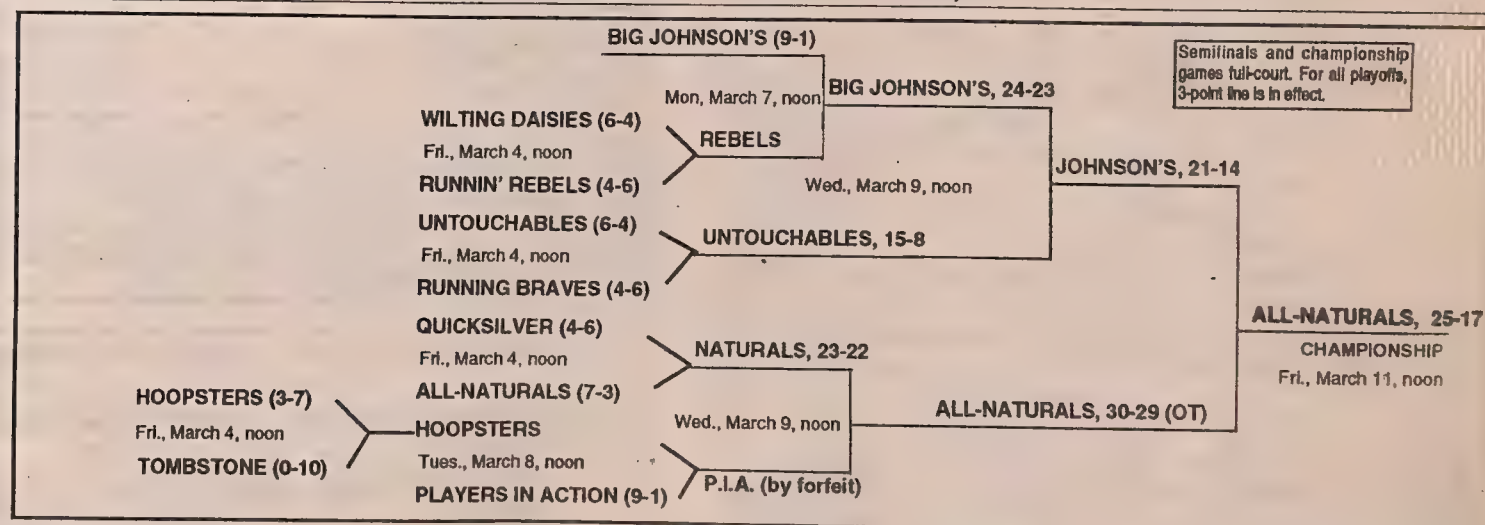 BIG JOHNSON'S (9-1)
Semifinals and championship
games full-court. For all playoffs,
3-point line is in effect.
Mon, March 7, noon
BIG JOHNSON'S, 24-23
WILTING DAISIES (6-4)
Fri., March 4, noon
REBELS
RUNNIN' REBELS (4-6)
Wed., March 9, noon
JOHNSON'S, 21-14
UNTOUCHABLES (6-4)
Fri., March 4, noon
UNTOUCHABLES, 15-8
RUNNING BRAVES (4-6)
QUICKSILVER (4-6)
Fri., March 4, noon
NATURALS, 23-22
ALL-NATURALS (7-3)
ALL-NATURALS, 25-17
CHAMPIONSHIP
Fri., March 11, noon
HOOPSTERS (3-7)
Fri., March 4, noon
TOMBSTONE (0-10)
HOOPSTERS
Tues., March 8, noon
PLAYERS IN ACTION (9-1)
Wed., March 9, noon
P.I.A. (by forfeit)
ALL-NATURALS, 30-29 (OT)